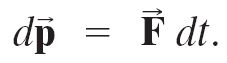 d𝐩⃗ = 𝐅⃗ dt.